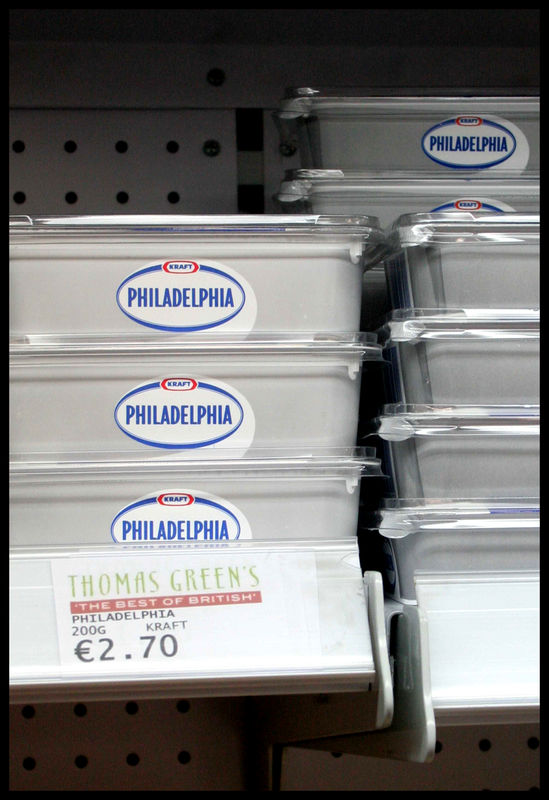 KRAFT
PHILADELPHIA
KRAFT
KRAFT
PHILADELPHIA
KRAFT
PHILADELPHIA
KRAFT
PHILADELPHIA
THOMAS GREEN'S
'THE BEST OF BRITISH'
PHILADELPHIA
200G KRAFT
€2.70